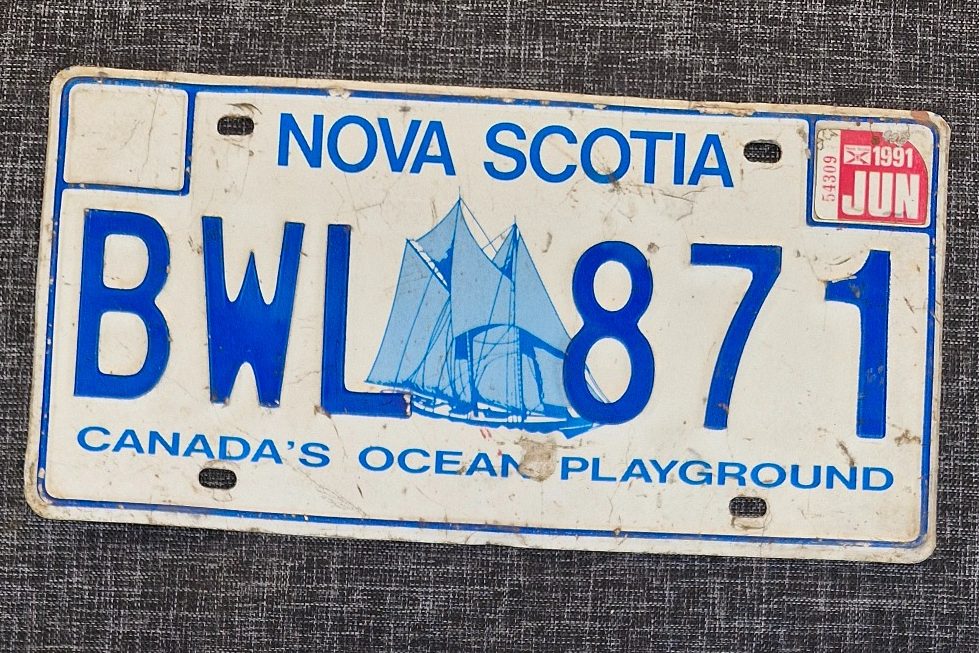 NOVA SCOTIA
1991
JUN
54309
BWL 871
CANADA'S OCEAN PLAYGROUND